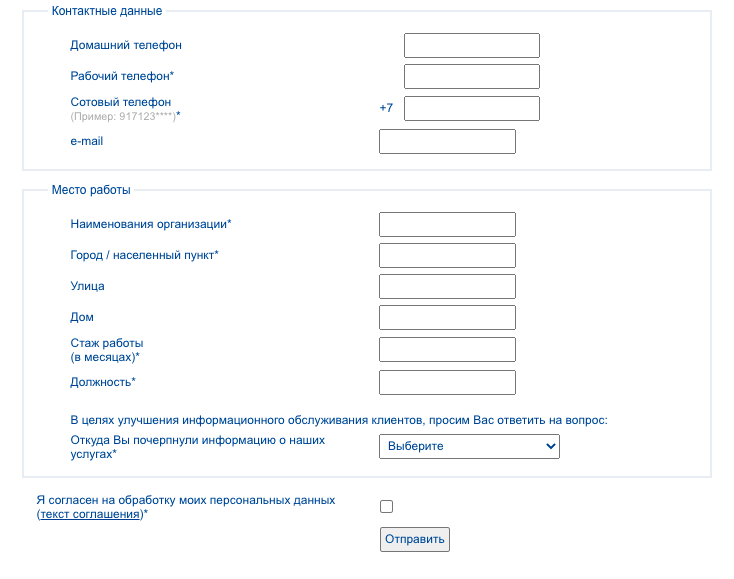 Контактные данные
Домашний телефон
Рабочий телефон*
Сотовый телефон
(Пример: 917123****)* +7
e-mail
Место работы
Наименования организации*
Город / населенный пункт*
Улица
Дом
Стаж работы
(в месяцах)*
Должность*
В целях улучшения информационного обслуживания клиентов, просим Вас ответить на вопрос:
Откуда Вы почерпнули информацию о наших
услугах* Выберите
Я согласен на обработку моих персональных данных
(текст соглашения)*
Отправить